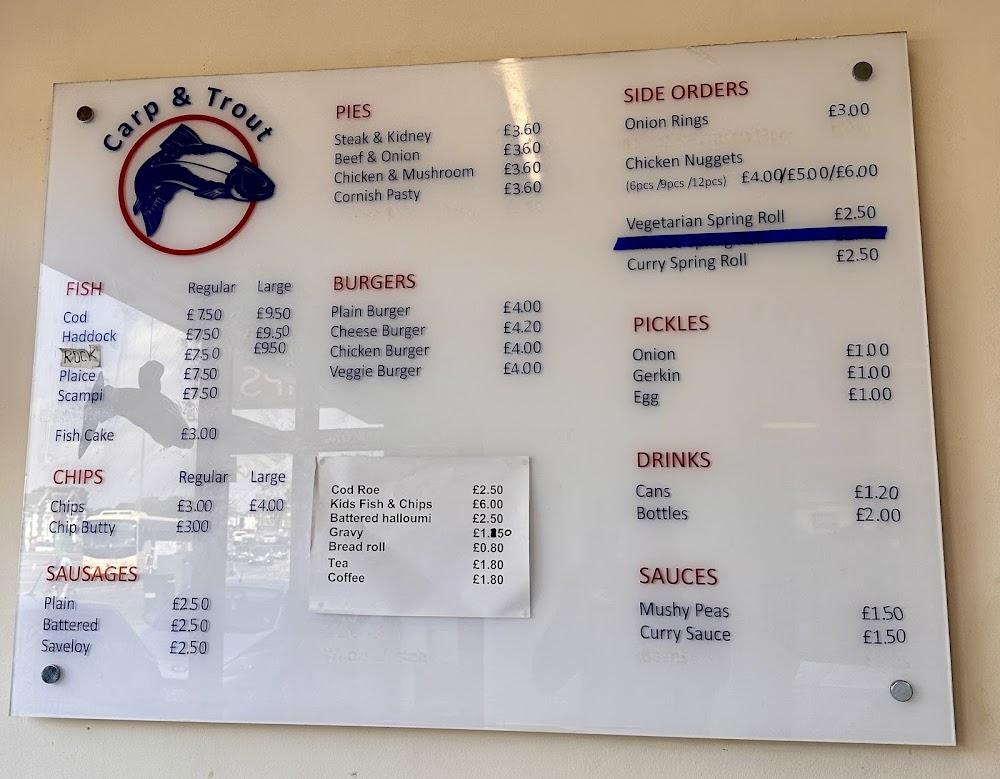 Carp & Trout
FISH Regular Large
Cod £7.50 £9.50
Haddock £7.50 £9.50
ROCK £7.50 £9.50
Plaice £7.50
Scampi £7.50
Fish Cake £3.00
CHIPS Regular Large
Chips £3.00 £4.00
Chip Butty £3.00
SAUSAGES
Plain £2.50
Battered £2.50
Saveloy £2.50
PIES
Steak & Kidney £3.60
Beef & Onion £3.60
Chicken & Mushroom £3.60
Cornish Pasty £3.60
BURGERS
Plain Burger £4.00
Cheese Burger £4.20
Chicken Burger £4.00
Veggie Burger £4.00
Cod Roe £2.50
Kids Fish & Chips £6.00
Battered halloumi £2.50
Gravy £1.50
Bread roll £0.80
Tea £1.80
Coffee £1.80
SIDE ORDERS
Onion Rings £3.00
Chicken Nuggets
(6pcs /9pcs /12pcs) £4.00/£5.00/£6.00
Vegetarian Spring Roll £2.50
Curry Spring Roll £2.50
PICKLES
Onion £1.00
Gerkin £1.00
Egg £1.00
DRINKS
Cans £1.20
Bottles £2.00
SAUCES
Mushy Peas £1.50
Curry Sauce £1.50